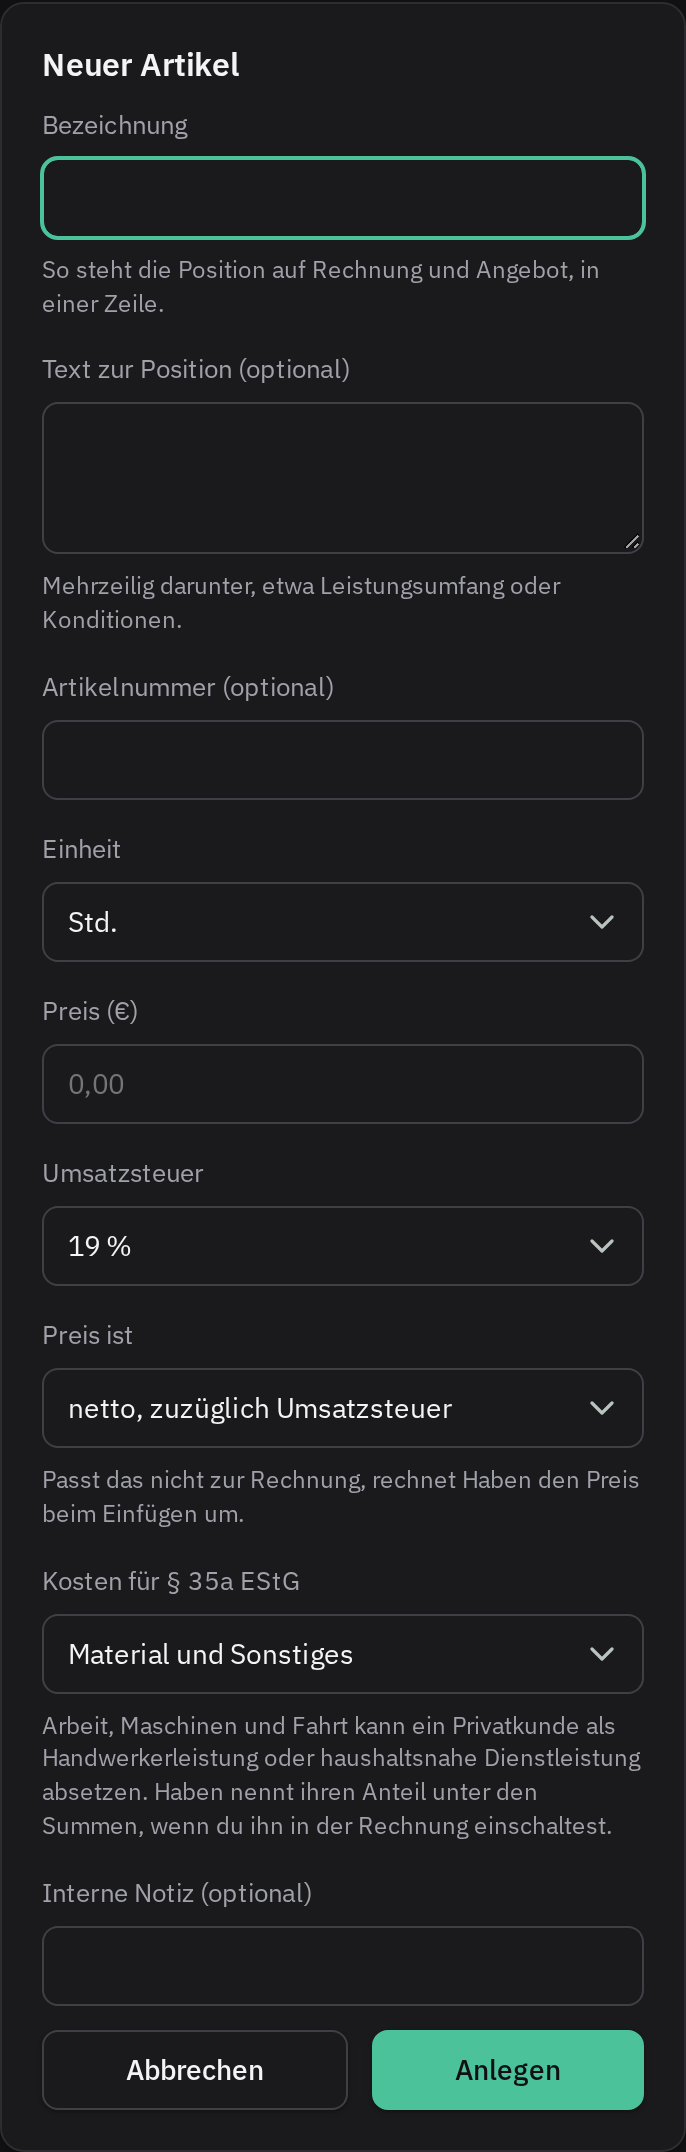 Neuer Artikel
Bezeichnung
So steht die Position auf Rechnung und Angebot, in
einer Zeile.
Text zur Position (optional)
Mehrzeilig darunter, etwa Leistungsumfang oder
Konditionen.
Artikelnummer (optional)
Einheit
Std.
Preis (€)
0,00
Umsatzsteuer
19 %
Preis ist
netto, zuzüglich Umsatzsteuer
Passt das nicht zur Rechnung, rechnet Haben den Preis
beim Einfügen um.
Kosten für § 35a EStG
Material und Sonstiges
Arbeit, Maschinen und Fahrt kann ein Privatkunde als
Handwerkerleistung oder haushaltsnahe Dienstleistung
absetzen. Haben nennt ihren Anteil unter den
Summen, wenn du ihn in der Rechnung einschaltest.
Interne Notiz (optional)
Abbrechen
Anlegen